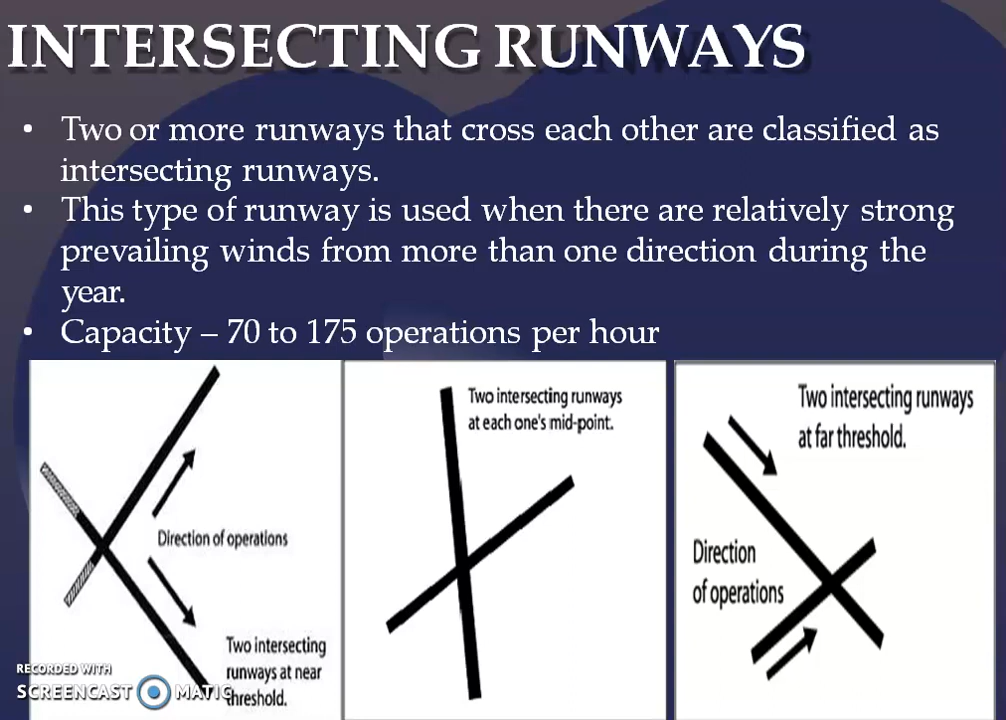 INTERSECTING RUNWAYS
• Two or more runways that cross each other are classified as
intersecting runways.
• This type of runway is used when there are relatively strong
prevailing winds from more than one direction during the
year.
• Capacity – 70 to 175 operations per hour
Direction of operations
Two intersecting
runways at near
threshold.
Two intersecting runways
at each one's mid-point.
Two intersecting runways
at far threshold.
Direction
of operations
RECORDED WITH
SCREENCAST MATIC